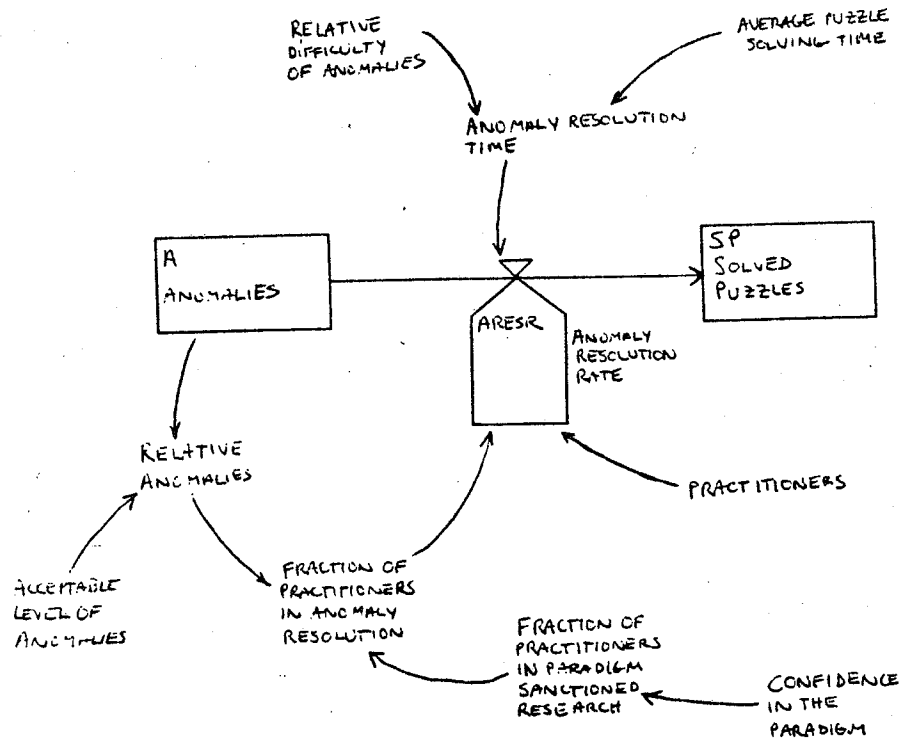 RELATIVE
DIFFICULTY
OF ANOMALIES
AVERAGE PUZZLE
SOLVING TIME
ANOMALY RESOLUTION
TIME
A
ANOMALIES
SP
SOLVED
PUZZLES
ARESR
ANOMALY
RESOLUTION
RATE
RELATIVE
ANOMALIES
PRACTITIONERS
ACCEPTABLE
LEVEL OF
ANOMALIES
FRACTION OF
PRACTITIONERS
IN ANOMALY
RESOLUTION
FRACTION OF
PRACTITIONERS
IN PARADIGM
SANCTIONED
RESEARCH
CONFIDENCE
IN THE
PARADIGM